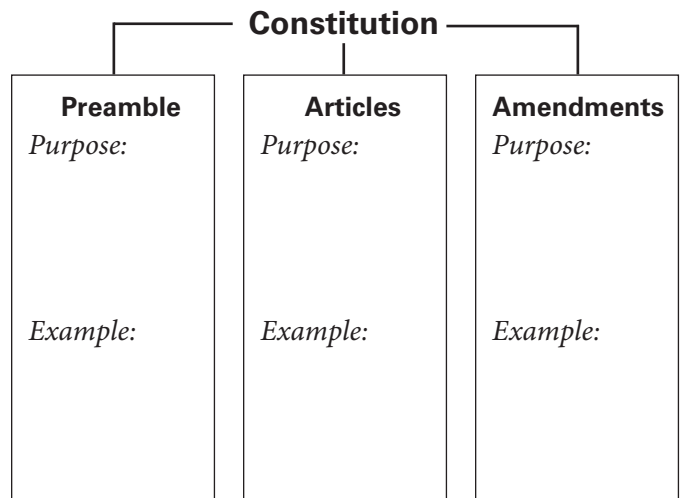 Constitution
Preamble
Purpose:
Example:
Articles
Purpose:
Example:
Amendments
Purpose:
Example: